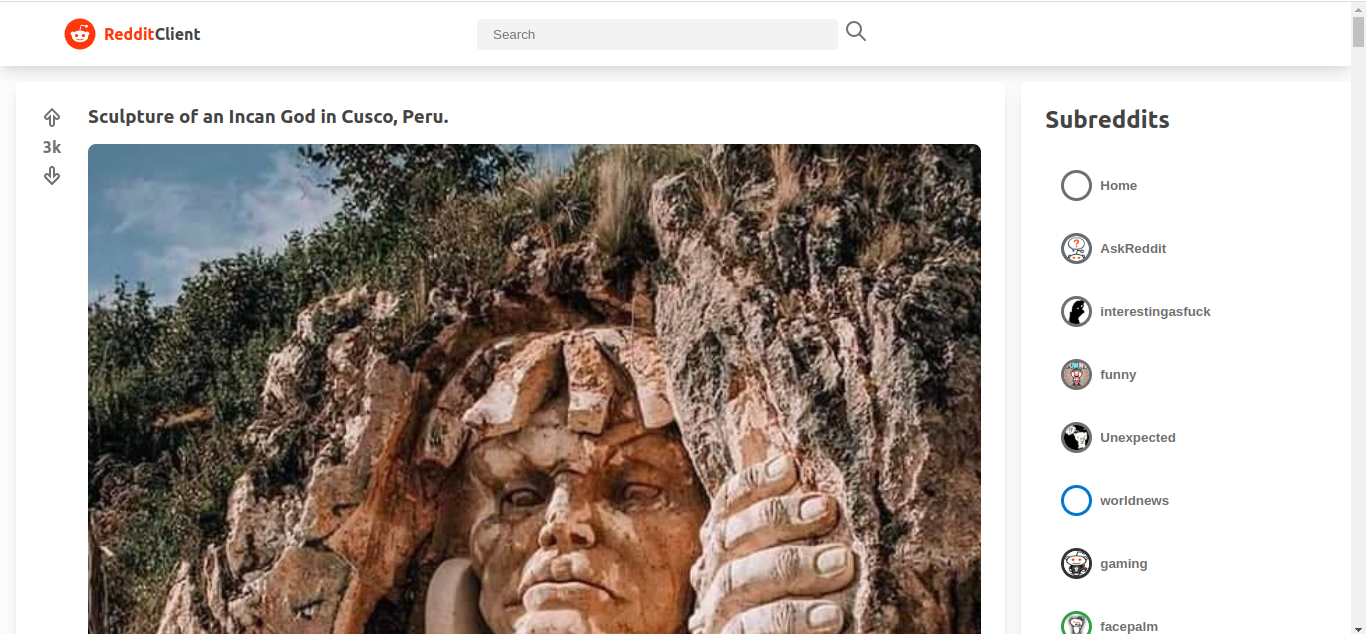 RedditClient
Search
Sculpture of an Incan God in Cusco, Peru.
3k
Subreddits
Home
AskReddit
interestingasfuck
funny
Unexpected
worldnews
gaming
facepalm